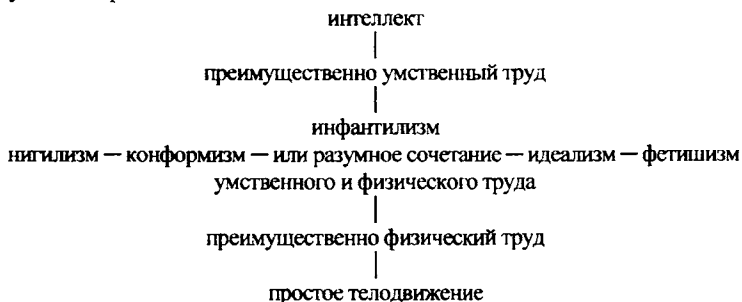 интеллект
преимущественно умственный труд
инфантилизм
нигилизм — конформизм — или разумное сочетание — идеализм — фетишизм
умственного и физического труда
преимущественно физический труд
простое телодвижение